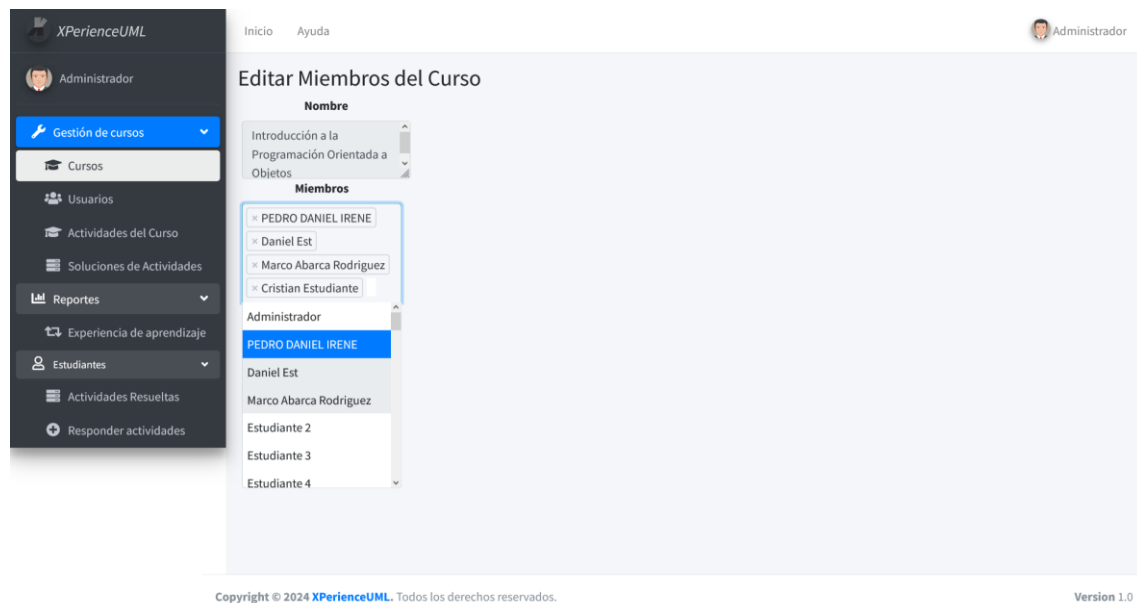 XPerienceUML
Inicio Ayuda
Administrador
Administrador
Gestión de cursos
Cursos
Usuarios
Actividades del Curso
Soluciones de Actividades
Reportes
Experiencia de aprendizaje
Estudiantes
Actividades Resueltas
Responder actividades
Editar Miembros del Curso
Nombre
Introducción a la
Programación Orientada a
Objetos
Miembros
× PEDRO DANIEL IRENE
× Daniel Est
× Marco Abarca Rodriguez
× Cristian Estudiante
Administrador
PEDRO DANIEL IRENE
Daniel Est
Marco Abarca Rodriguez
Estudiante 2
Estudiante 3
Estudiante 4
Copyright © 2024 XPerienceUML. Todos los derechos reservados.
Version 1.0